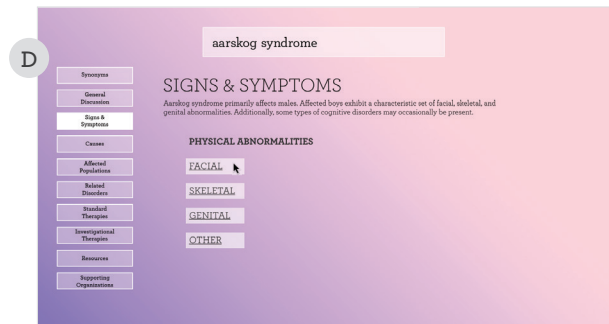 D
aarskog syndrome
Synonyms
General
Discussion
Signs &
Symptoms
Causes
Affected
Populations
Related
Disorders
Standard
Therapies
Investigational
Therapies
Resources
Supporting
Organizations
SIGNS & SYMPTOMS
Aarskog syndrome primarily affects males. Affected boys exhibit a characteristic set of facial, skeletal, and
genital abnormalities. Additionally, some types of cognitive disorders may occasionally be present.
PHYSICAL ABNORMALITIES
FACIAL
SKELETAL
GENITAL
OTHER